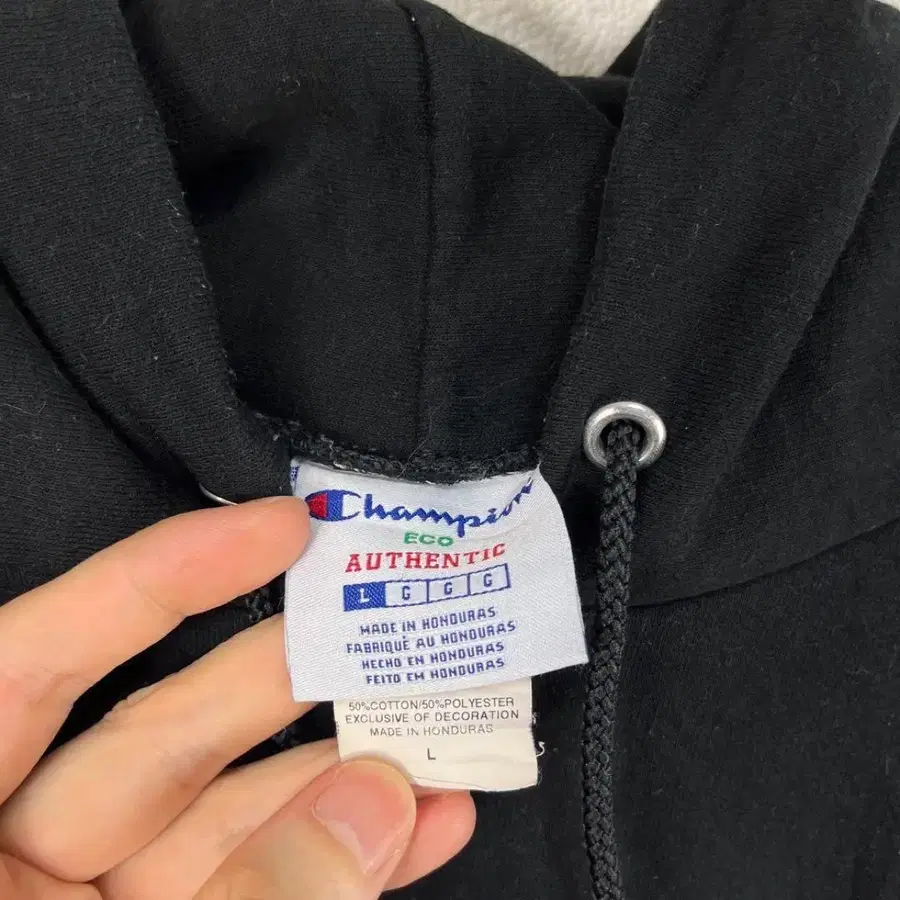 Champion
ECO
AUTHENTIC
L G G G
MADE IN HONDURAS
FABRIQUÉ AU HONDURAS
HECHO EN HONDURAS
FEITO EM HONDURAS
50%COTTON/50%POLYESTER
EXCLUSIVE OF DECORATION
MADE IN HONDURAS
L